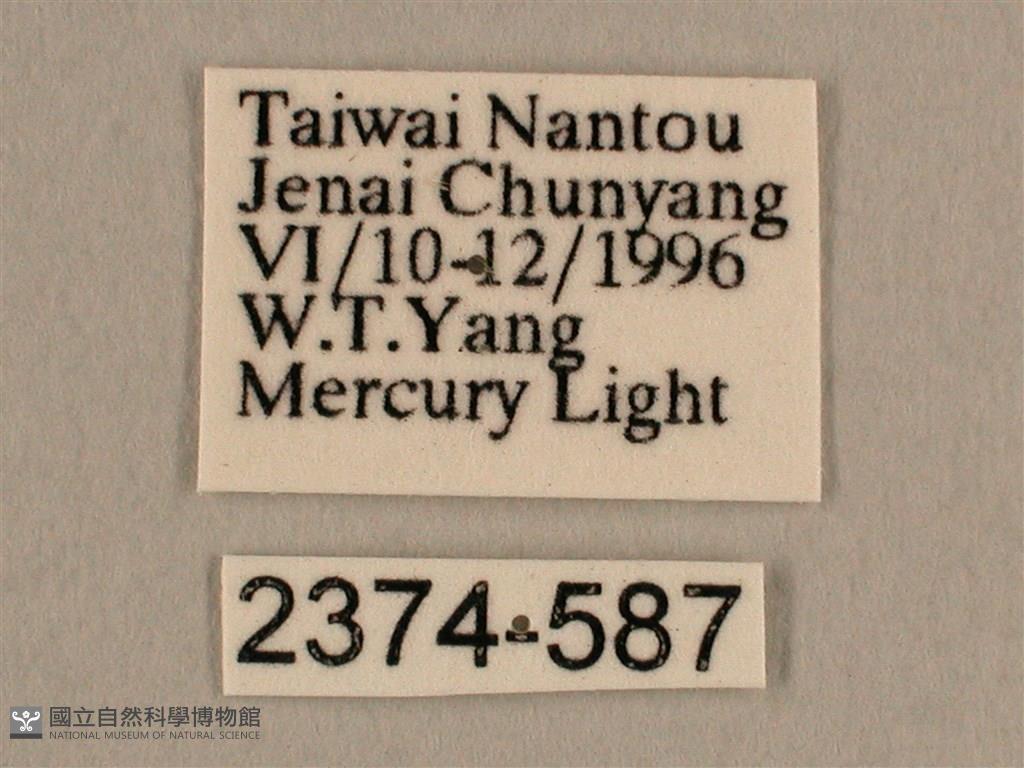 Taiwai Nantou
Jenai Chunyang
VI/10-12/1996
W.T.Yang
Mercury Light
2374-587
國立自然科學博物館
NATIONAL MUSEUM OF NATURAL SCIENCE